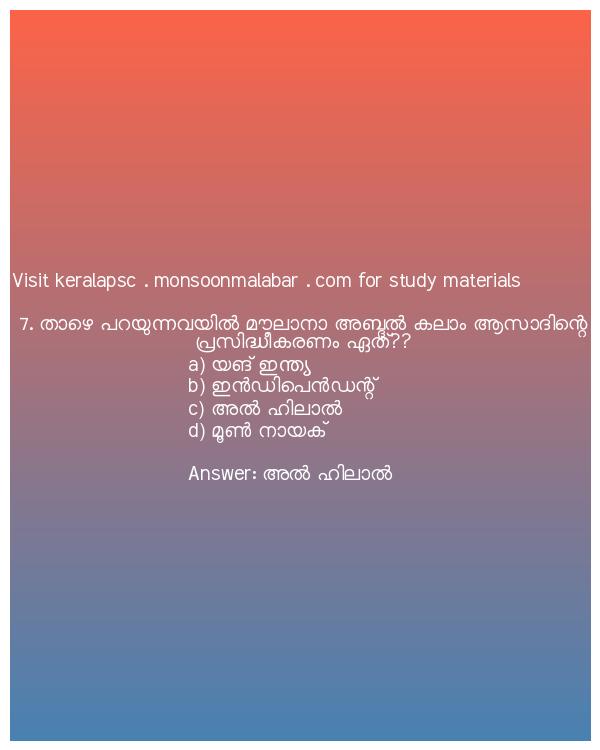 Visit keralapsc . monsoonmalabar . com for study materials
7. താഴെ പറയുന്നവയിൽ മൗലാനാ അബ്ദുൽ കലാം ആസാദിന്റെ
പ്രസിദ്ധീകരണം ഏത്??
a) യങ് ഇന്ത്യ
b) ഇൻഡിപെൻഡന്റ്
c) അൽ ഹിലാൽ
d) മൂൺ നായക്
Answer: അൽ ഹിലാൽ